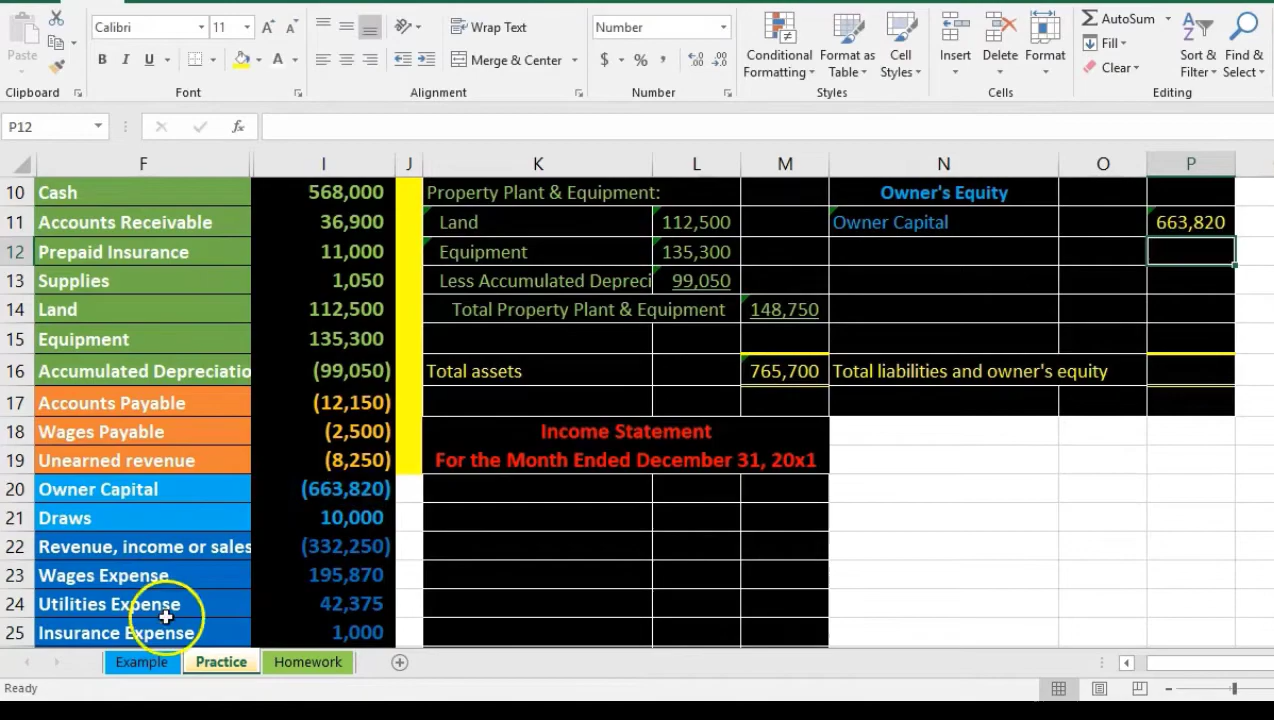 Calibri 11 Wrap Text Number AutoSum
Paste B I U Merge & Center $ % , Conditional Formatting Format as Table Cell Styles Insert Delete Format Fill Clear Sort & Filter Find & Select
Clipboard Font Alignment Number Styles Cells Editing
P12 fx
F I J K L M N O P
10 Cash 568,000 Property Plant & Equipment: Owner's Equity
11 Accounts Receivable 36,900 Land 112,500 Owner Capital 663,820
12 Prepaid Insurance 11,000 Equipment 135,300
13 Supplies 1,050 Less Accumulated Depreci 99,050
14 Land 112,500 Total Property Plant & Equipment 148,750
15 Equipment 135,300
16 Accumulated Depreciatio (99,050) Total assets 765,700 Total liabilities and owner's equity
17 Accounts Payable (12,150)
18 Wages Payable (2,500) Income Statement
19 Unearned revenue (8,250) For the Month Ended December 31, 20x1
20 Owner Capital (663,820)
21 Draws 10,000
22 Revenue, income or sales (332,250)
23 Wages Expense 195,870
24 Utilities Expense 42,375
25 Insurance Expense 1,000
Example Practice Homework
Ready